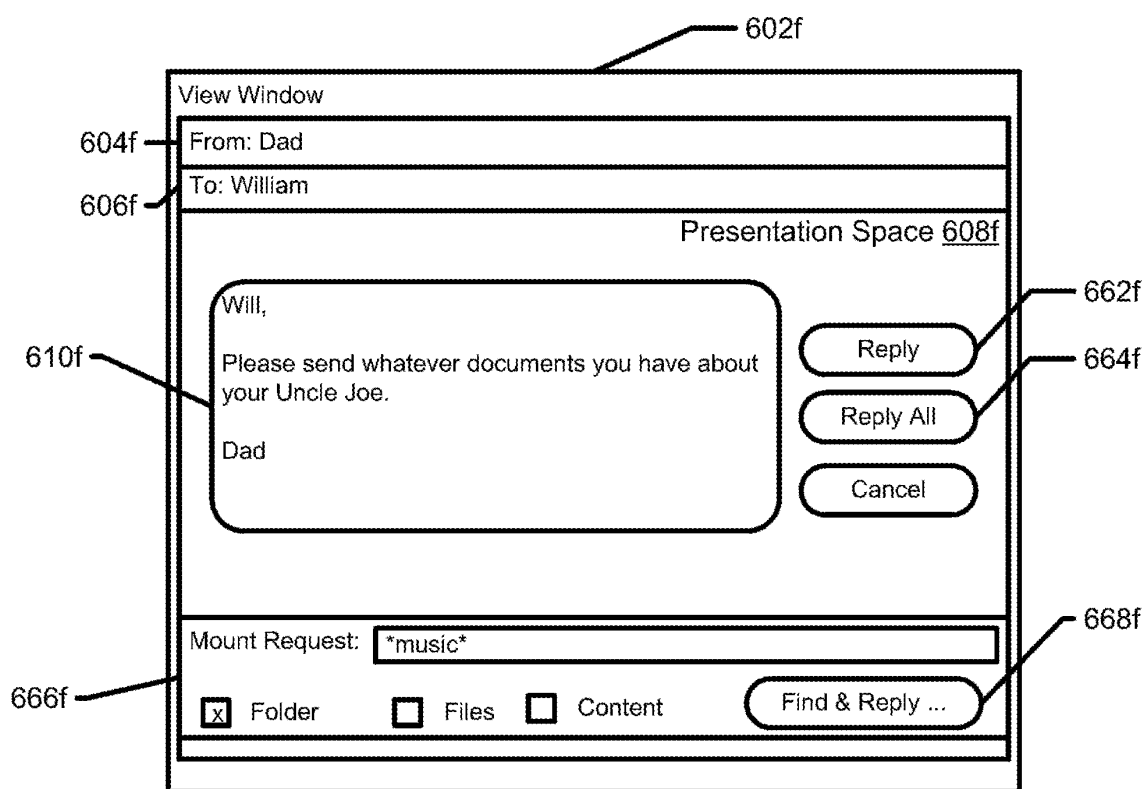 602f
View Window
604f
From: Dad
606f
To: William
Presentation Space 608f
662f
610f
Will,
Please send whatever documents you have about
your Uncle Joe.
Dad
Reply
664f
Reply All
Cancel
668f
Mount Request:
*music*
666f
x Folder
Files
Content
Find & Reply ...